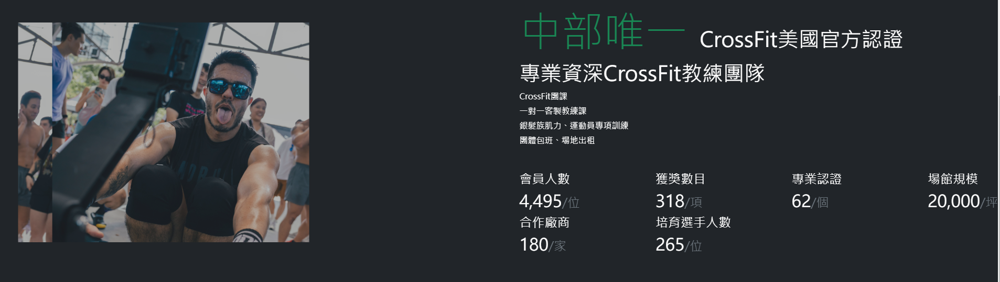 中部唯一 CrossFit美國官方認證
專業資深CrossFit教練團隊
CrossFit團課
一對一客製教練課
銀髮族肌力、運動員專項訓練
團體包班、場地出租
會員人數 獲獎數目 專業認證 場館規模
4,495/位 318/項 62/個 20,000/坪
合作廠商 培育選手人數
180/家 265/位